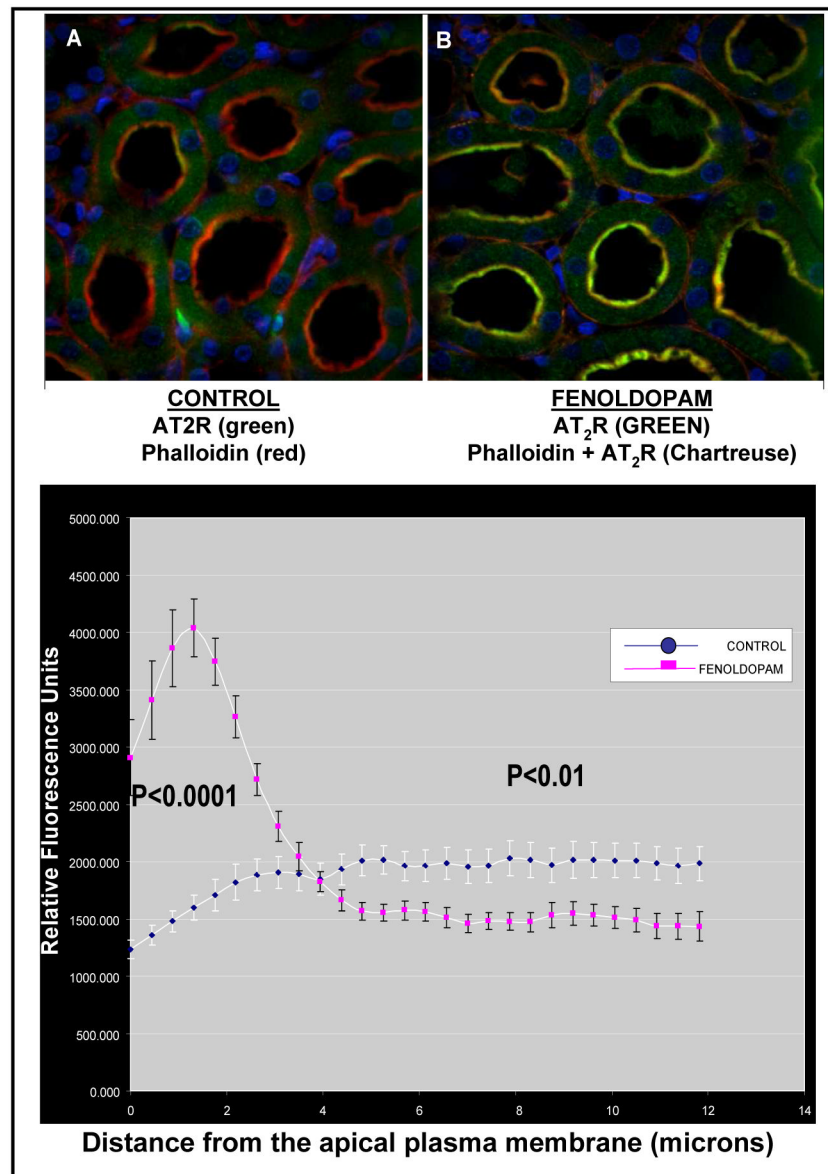 A
B
CONTROL
AT2R (green)
Phalloidin (red)
FENOLDOPAM
AT₂R (GREEN)
Phalloidin + AT₂R (Chartreuse)
5000.000
4500.000
4000.000
3500.000
3000.000
2500.000
2000.000
1500.000
1000.000
500.000
0.000
Relative Fluorescence Units
CONTROL
FENOLDOPAM
P<0.0001
P<0.01
0 2 4 6 8 10 12 14
Distance from the apical plasma membrane (microns)